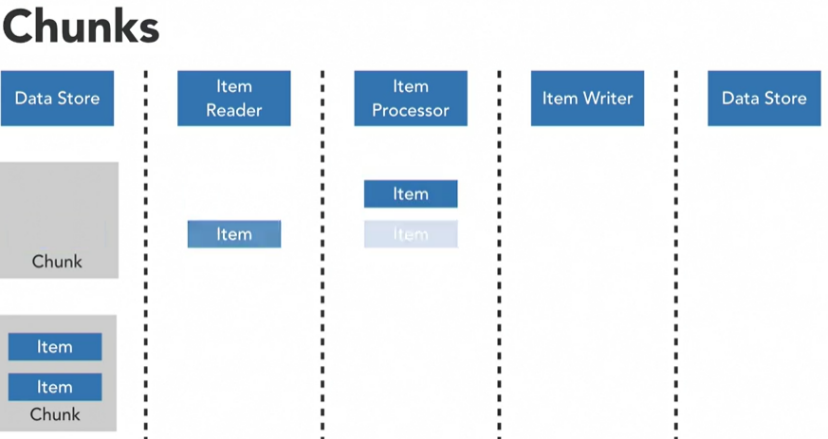 Chunks
Data Store
Item
Reader
Item
Processor
Item Writer
Data Store
Item
Item
Item
Chunk
Item
Item
Chunk